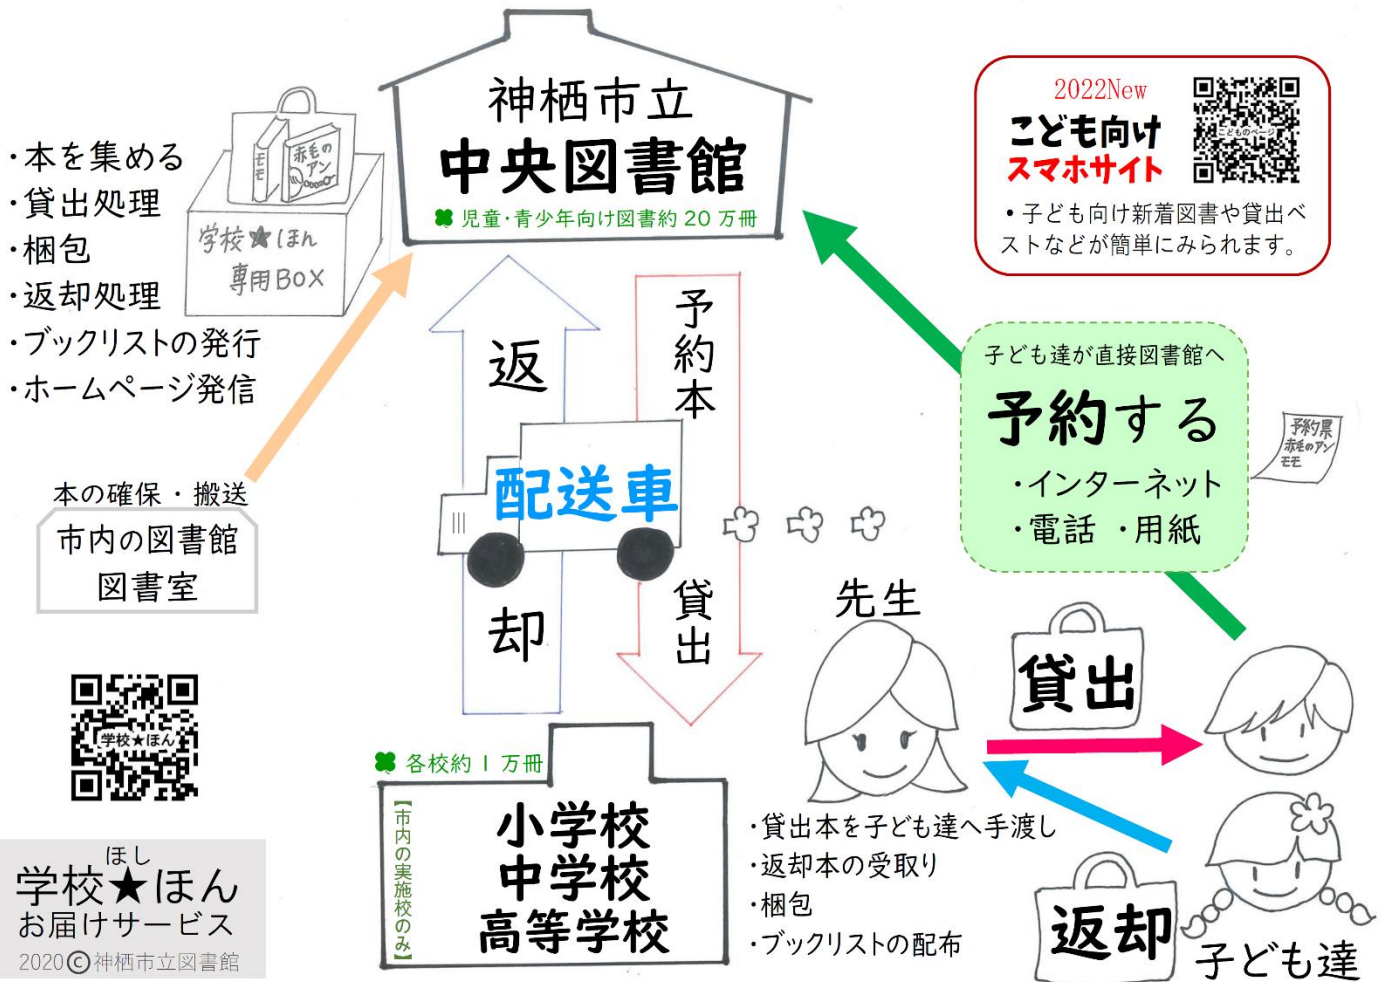 神栖市立
中央図書館
児童・青少年向け図書約20万冊
・本を集める
・貸出処理
・梱包
・返却処理
・ブックリストの発行
・ホームページ発信
モモ
赤毛の
アン
学校★ほん
専用BOX
2022New
こども向け
スマホサイト
こどものページ
・子ども向け新着図書や貸出ベ
ストなどが簡単にみられます。
返却
予約本
貸出
配送車
子ども達が直接図書館へ
予約する
・インターネット
・電話 ・用紙
予約票
赤毛のアン
モモ
本の確保・搬送
市内の図書館
図書室
学校★ほん
ほし
学校★ほん
お届けサービス
2020©神栖市立図書館
各校約1万冊
【市内の実施校のみ】
小学校
中学校
高等学校
先生
・貸出本を子ども達へ手渡し
・返却本の受取り
・梱包
・ブックリストの配布
貸出
返却
子ども達